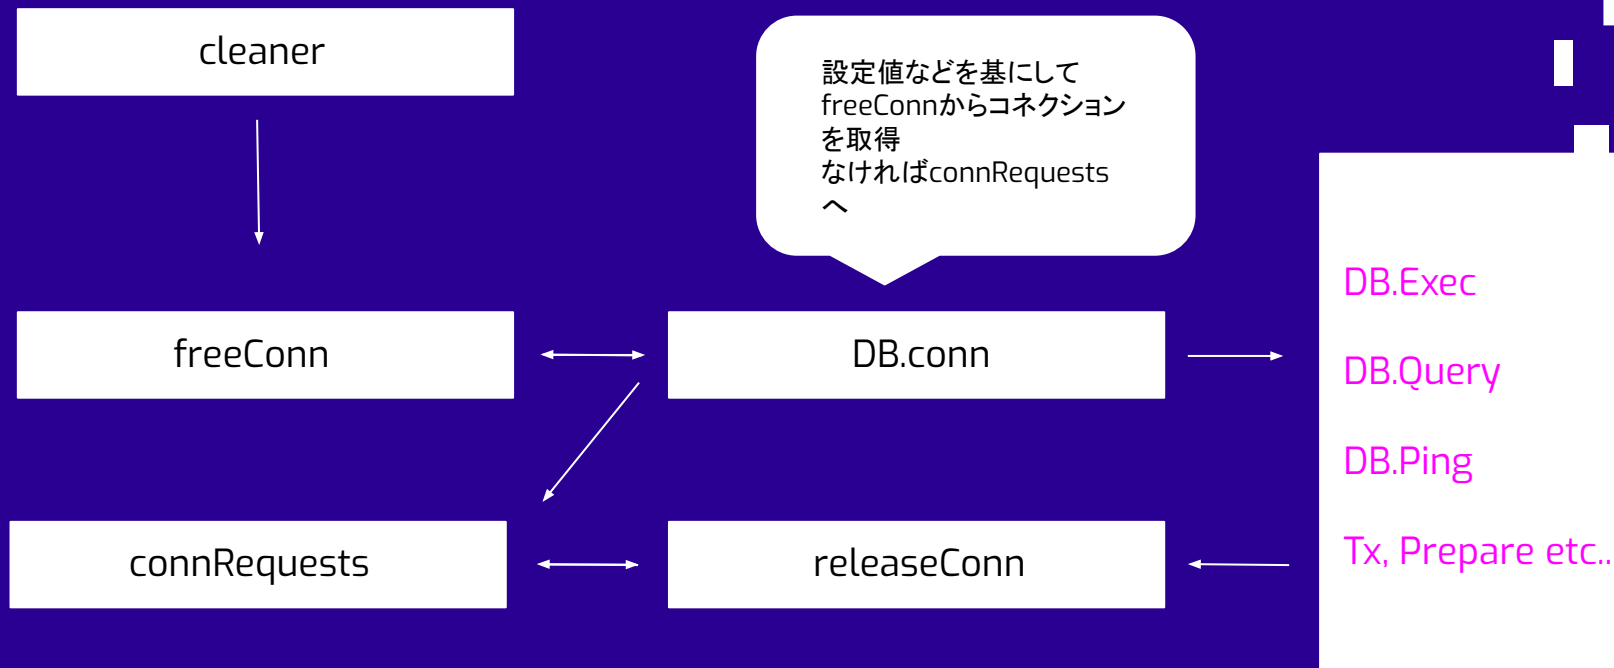 cleaner
設定値などを基にして
freeConnからコネクション
を取得
なければconnRequests
へ
freeConn
DB.conn
connRequests
releaseConn
DB.Exec
DB.Query
DB.Ping
Tx, Prepare etc..